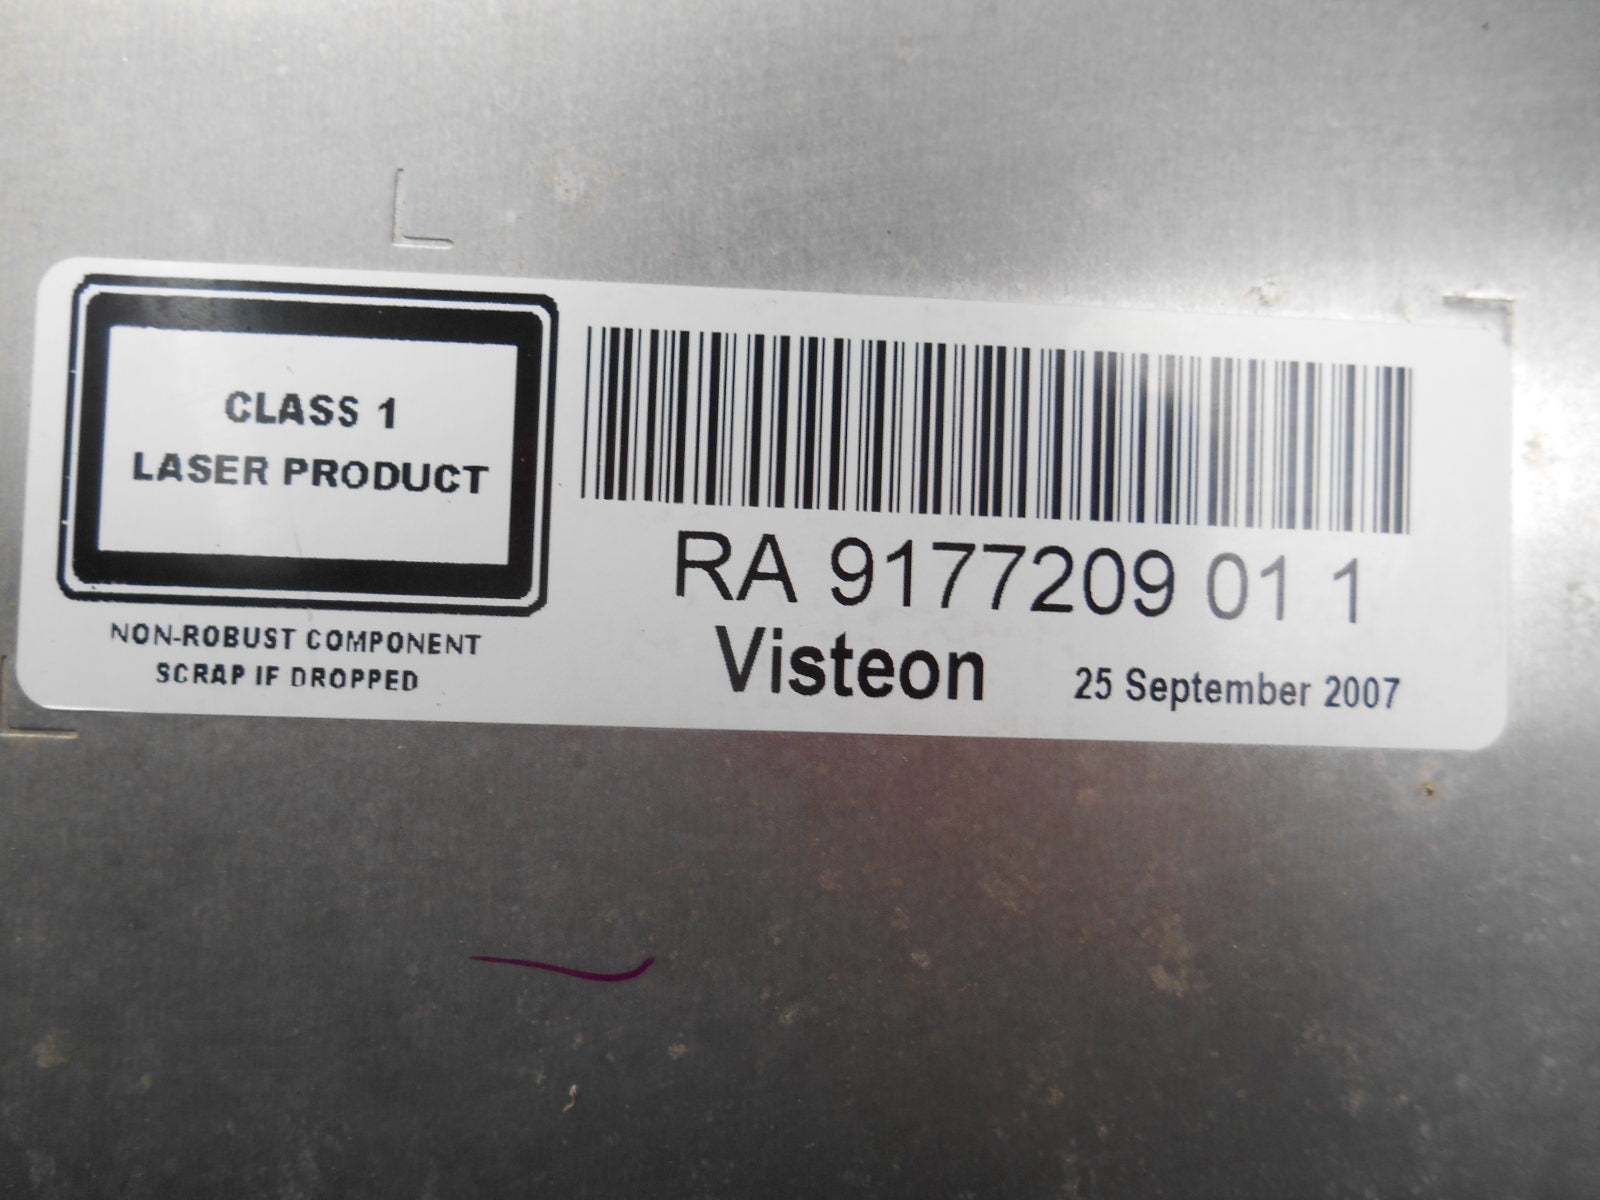 CLASS 1
LASER PRODUCT
NON-ROBUST COMPONENT
SCRAP IF DROPPED
RA 9177209 01 1
Visteon
25 September 2007